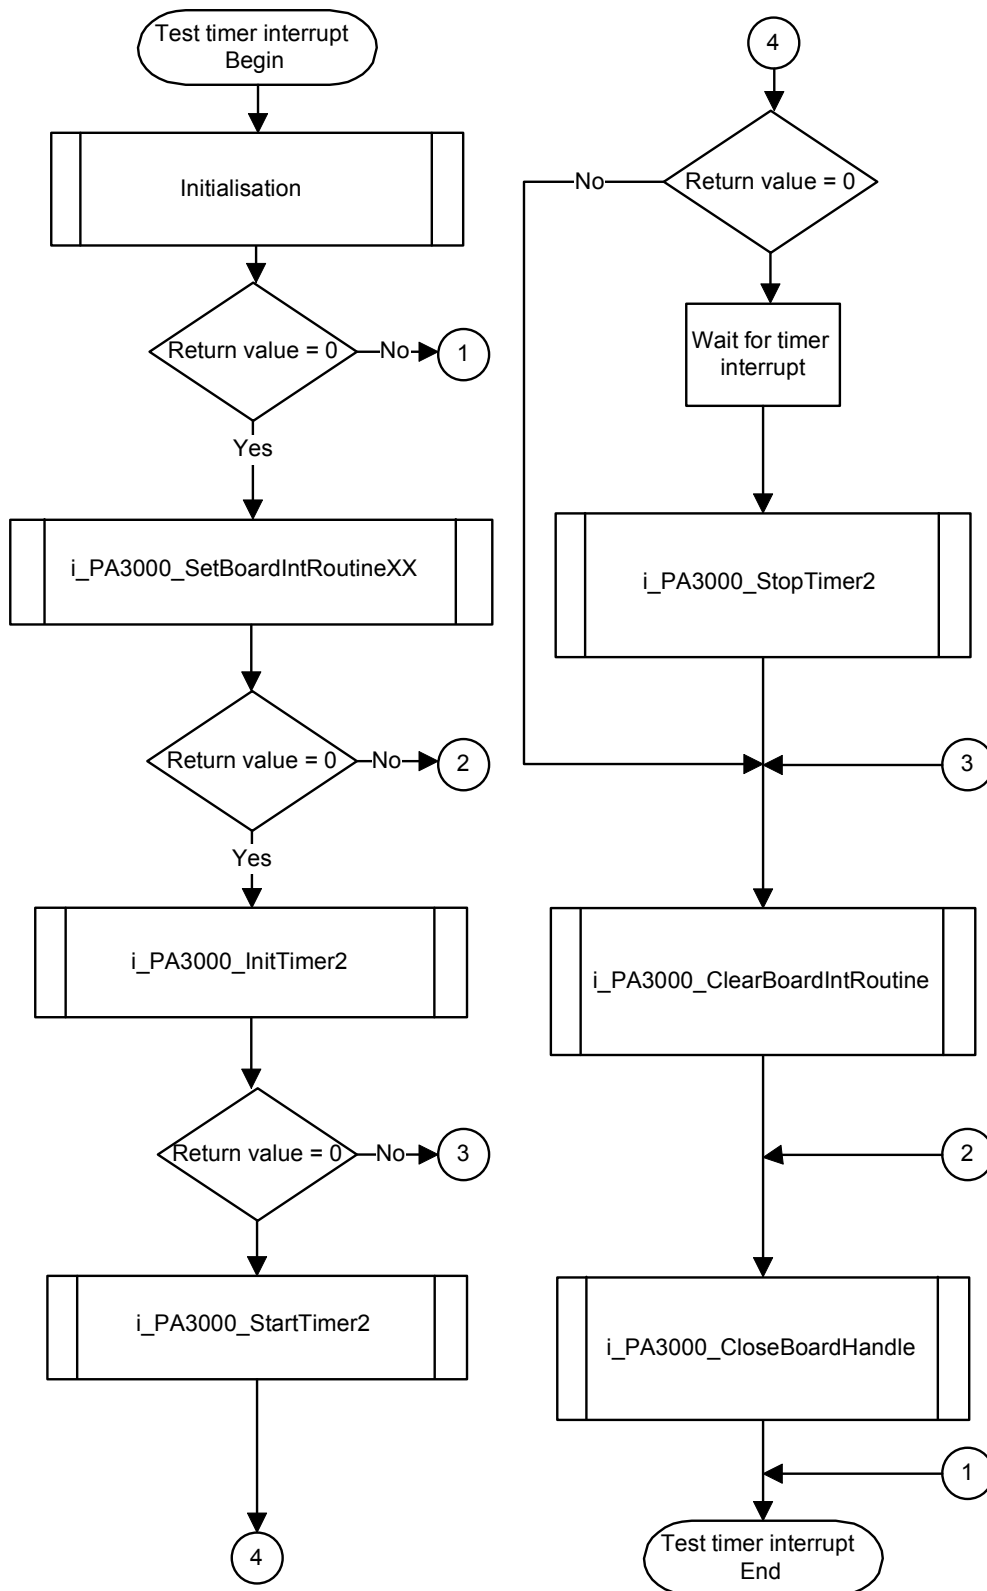 Test timer interrupt
Begin
Initialisation
Return value = 0
No
1
Yes
i_PA3000_SetBoardIntRoutineXX
Return value = 0
No
2
Yes
i_PA3000_InitTimer2
Return value = 0
No
3
i_PA3000_StartTimer2
4
4
Return value = 0
No
Wait for timer
interrupt
i_PA3000_StopTimer2
3
i_PA3000_ClearBoardIntRoutine
2
i_PA3000_CloseBoardHandle
1
Test timer interrupt
End